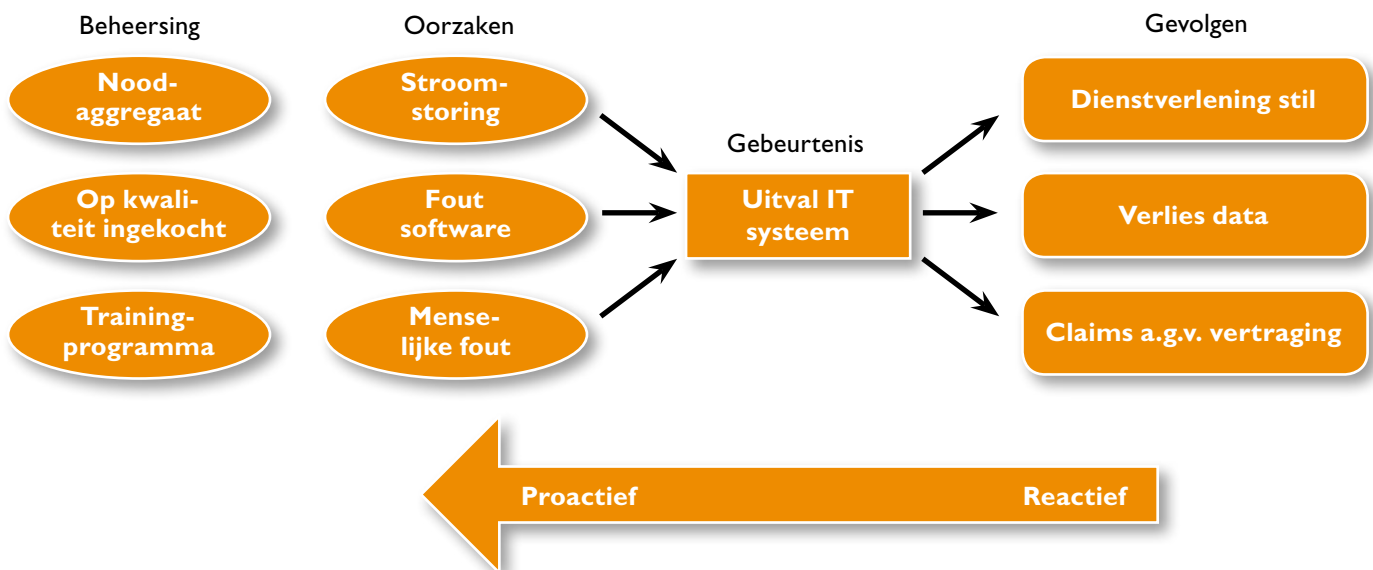 Beheersing
Oorzaken
Gevolgen
Nood-
aggregaat
Stroom-
storing
Dienstverlening stil
Gebeurtenis
Op kwali-
teit ingekocht
Fout
software
Uitval IT
systeem
Verlies data
Training-
programma
Mense-
lijke fout
Claims a.g.v. vertraging
Proactief
Reactief